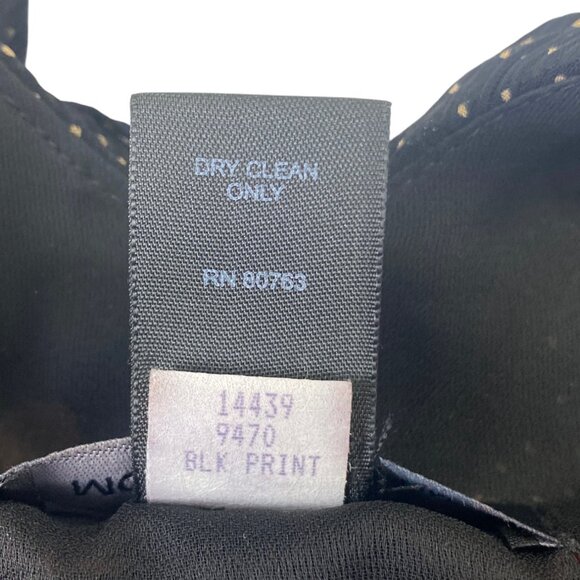 DRY CLEAN
ONLY
RN 80763
14439
9470
BLK PRINT